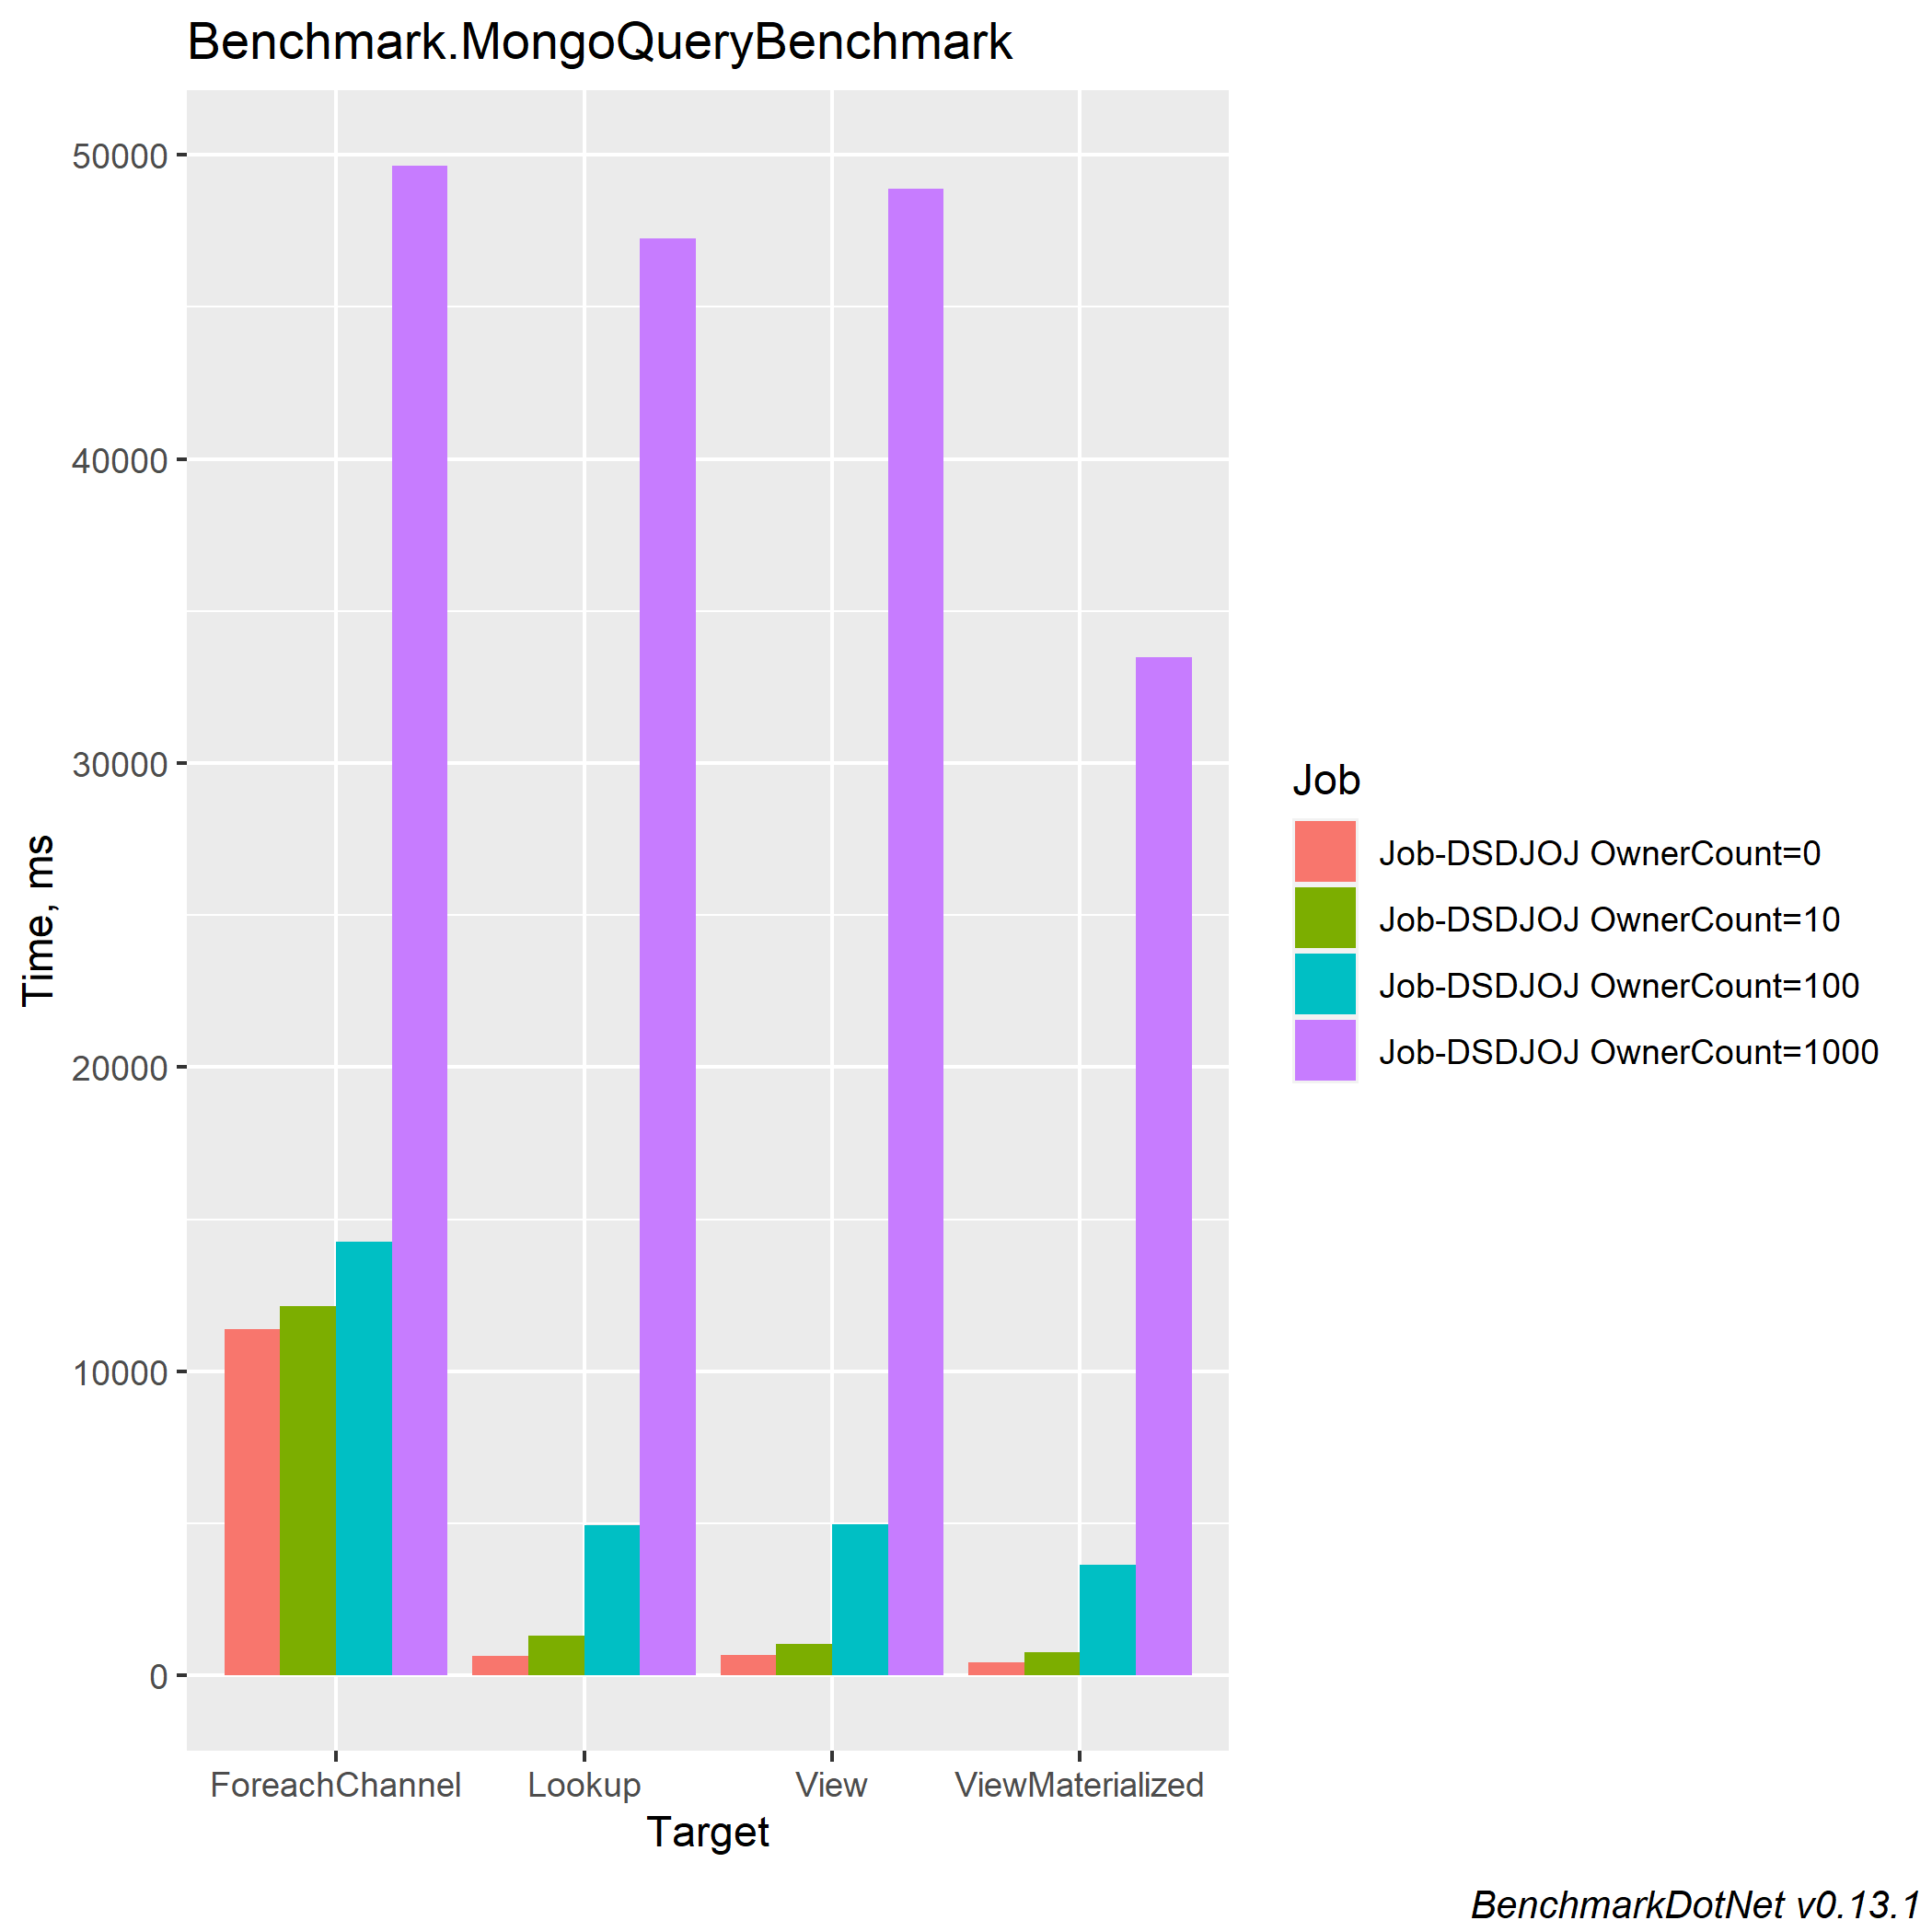 Benchmark.MongoQueryBenchmark
50000
40000
30000
20000
10000
0
Time, ms
ForeachChannel Lookup View ViewMaterialized
Target
Job
Job-DSDJOJ OwnerCount=0
Job-DSDJOJ OwnerCount=10
Job-DSDJOJ OwnerCount=100
Job-DSDJOJ OwnerCount=1000
BenchmarkDotNet v0.13.1